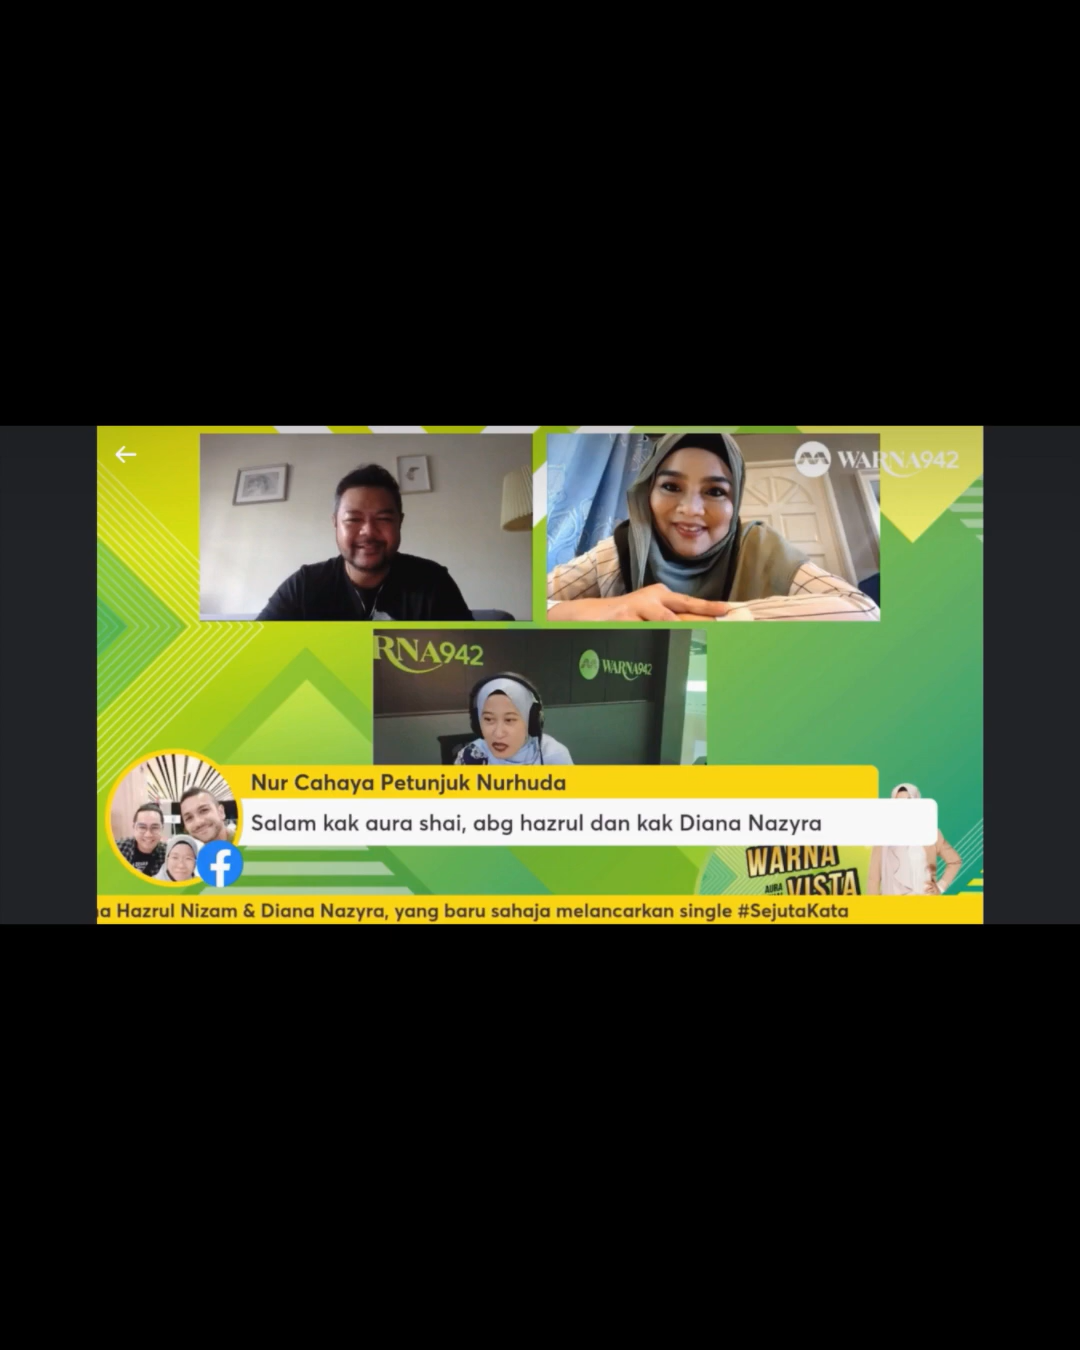 WARNA942
RNA942
WARNA942
Nur Cahaya Petunjuk Nurhuda
Salam kak aura shai, abg hazrul dan kak Diana Nazyra
WARNA
AURA
VISTA
a Hazrul Nizam & Diana Nazyra, yang baru sahaja melancarkan single #SejutaKata